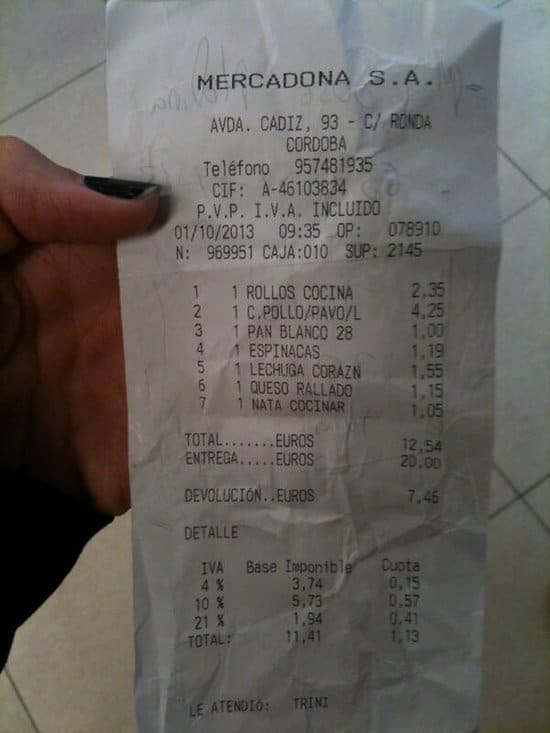 MERCADONA S.A.
AVDA. CADIZ, 93 - C/ RONDA
CORDOBA
Teléfono 957481935
CIF: A-46103834
P.V.P. I.V.A. INCLUIDO
01/10/2013 09:35 OP: 078910
N: 969951 CAJA:010 SUP: 2145
1 1 ROLLOS COCINA 2,35
2 1 C.POLLO/PAVO/L 4,25
3 1 PAN BLANCO 28 1,00
4 1 ESPINACAS 1,19
5 1 LECHUGA CORAZN 1,55
6 1 QUESO RALLADO 1,15
7 1 NATA COCINAR 1,05
TOTAL.......EUROS 12,54
ENTREGA.....EUROS 20,00
DEVOLUCIÓN..EUROS 7,46
DETALLE
IVA Base Imponible Cuota
4 % 3,74 0,15
10 % 5,73 0,57
21 % 1,94 0,41
TOTAL: 11,41 1,13
LE ATENDIÓ: TRINI